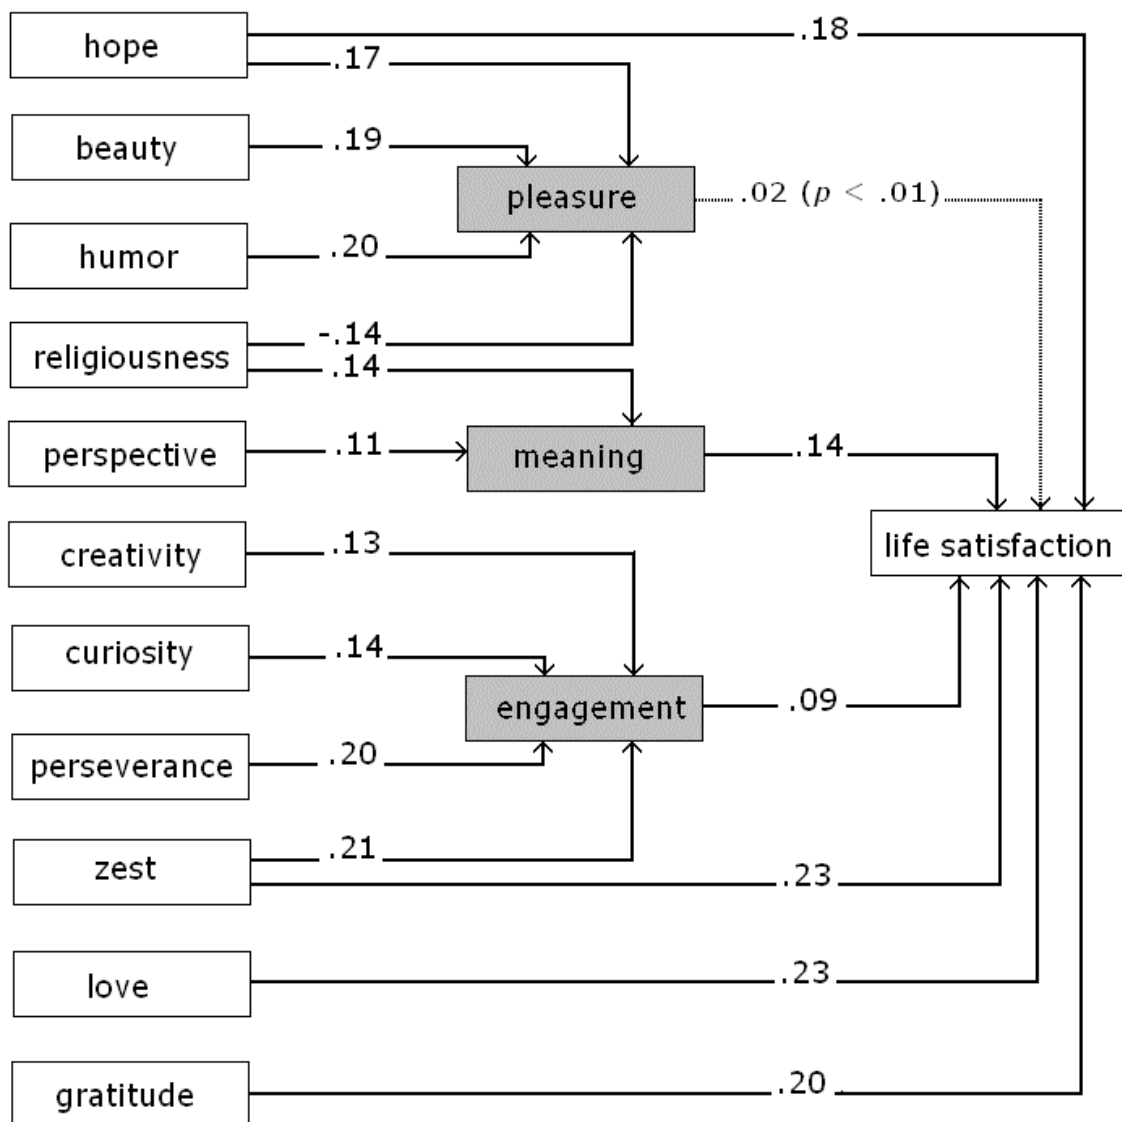 hope
.18
.17
beauty
.19
pleasure
.02 (p < .01)
humor
.20
religiousness
-.14
.14
perspective
.11
meaning
.14
creativity
.13
life satisfaction
curiosity
.14
engagement
.09
perseverance
.20
zest
.21
.23
love
.23
gratitude
.20